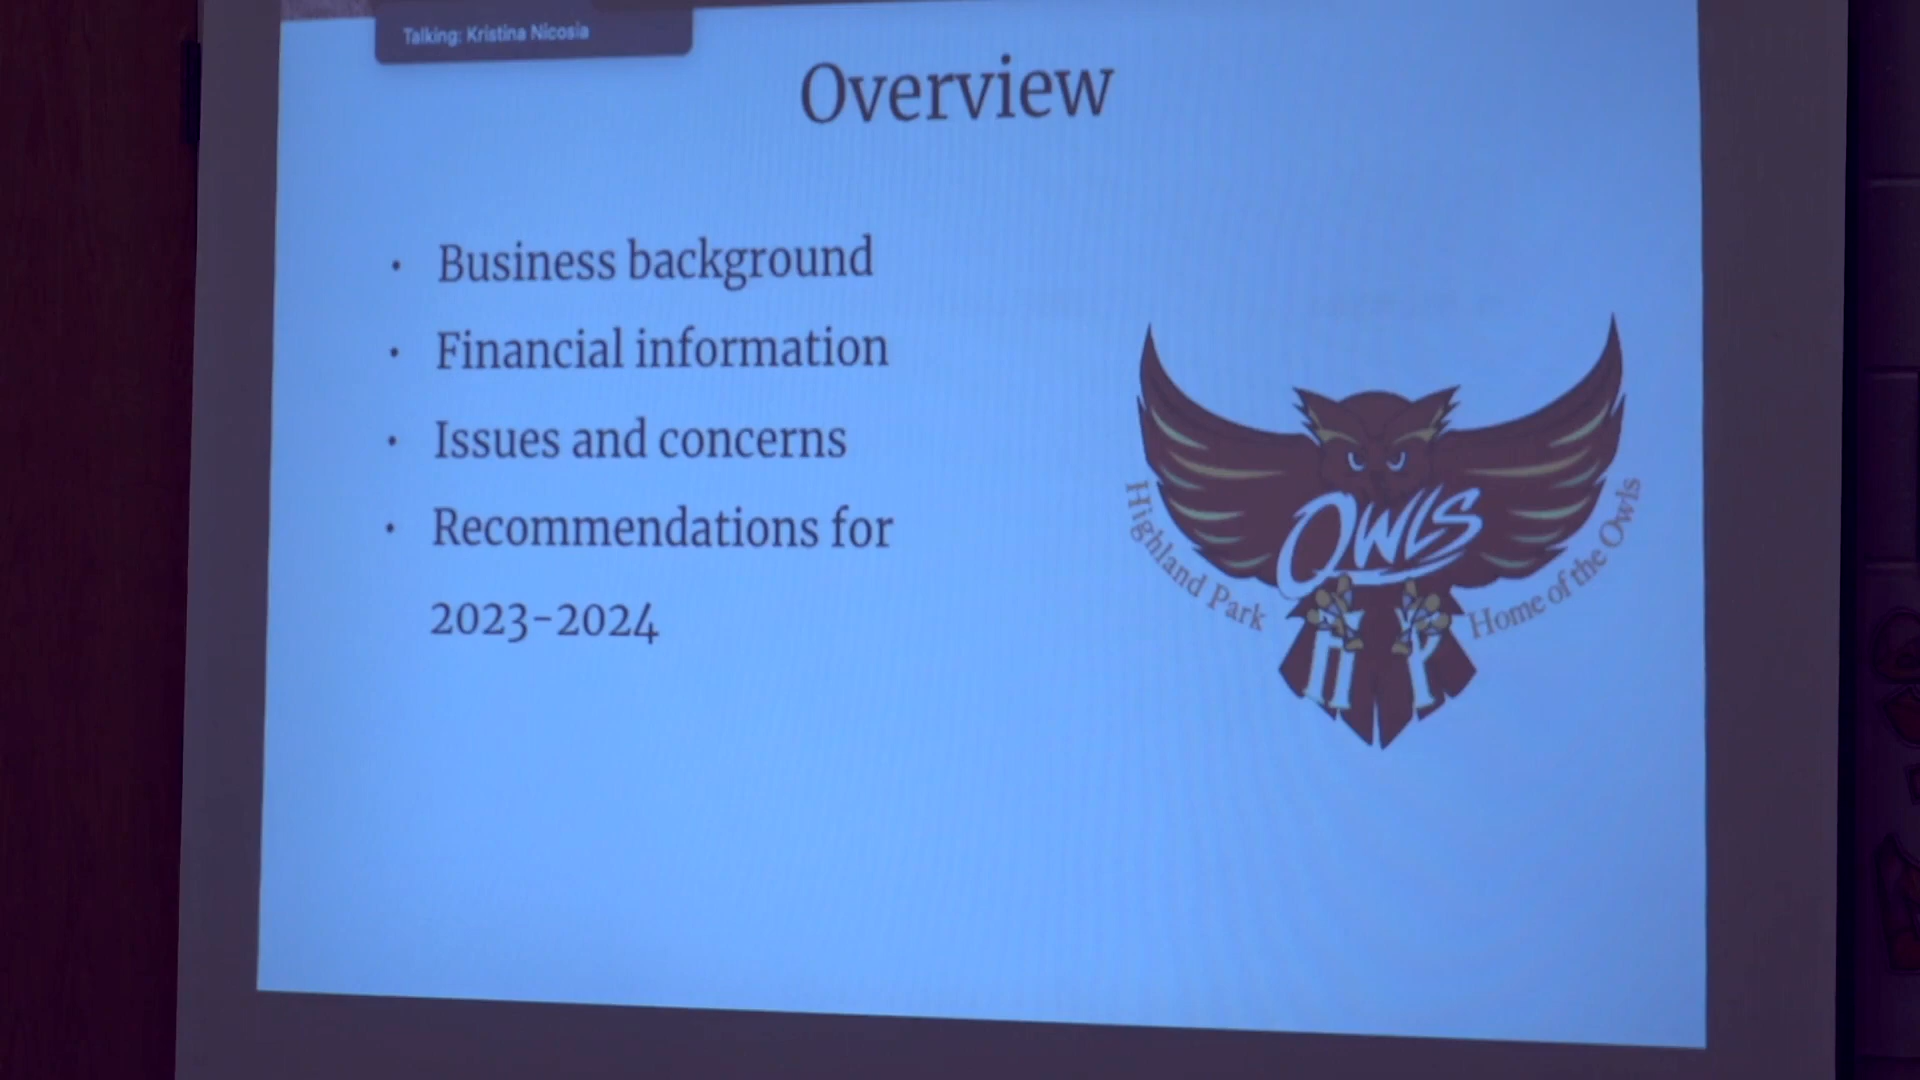 Talking: Kristina Nicosia
Overview
· Business background
· Financial information
· Issues and concerns
· Recommendations for
2023-2024
OWLS
Highland Park
Home of the Owls
H P